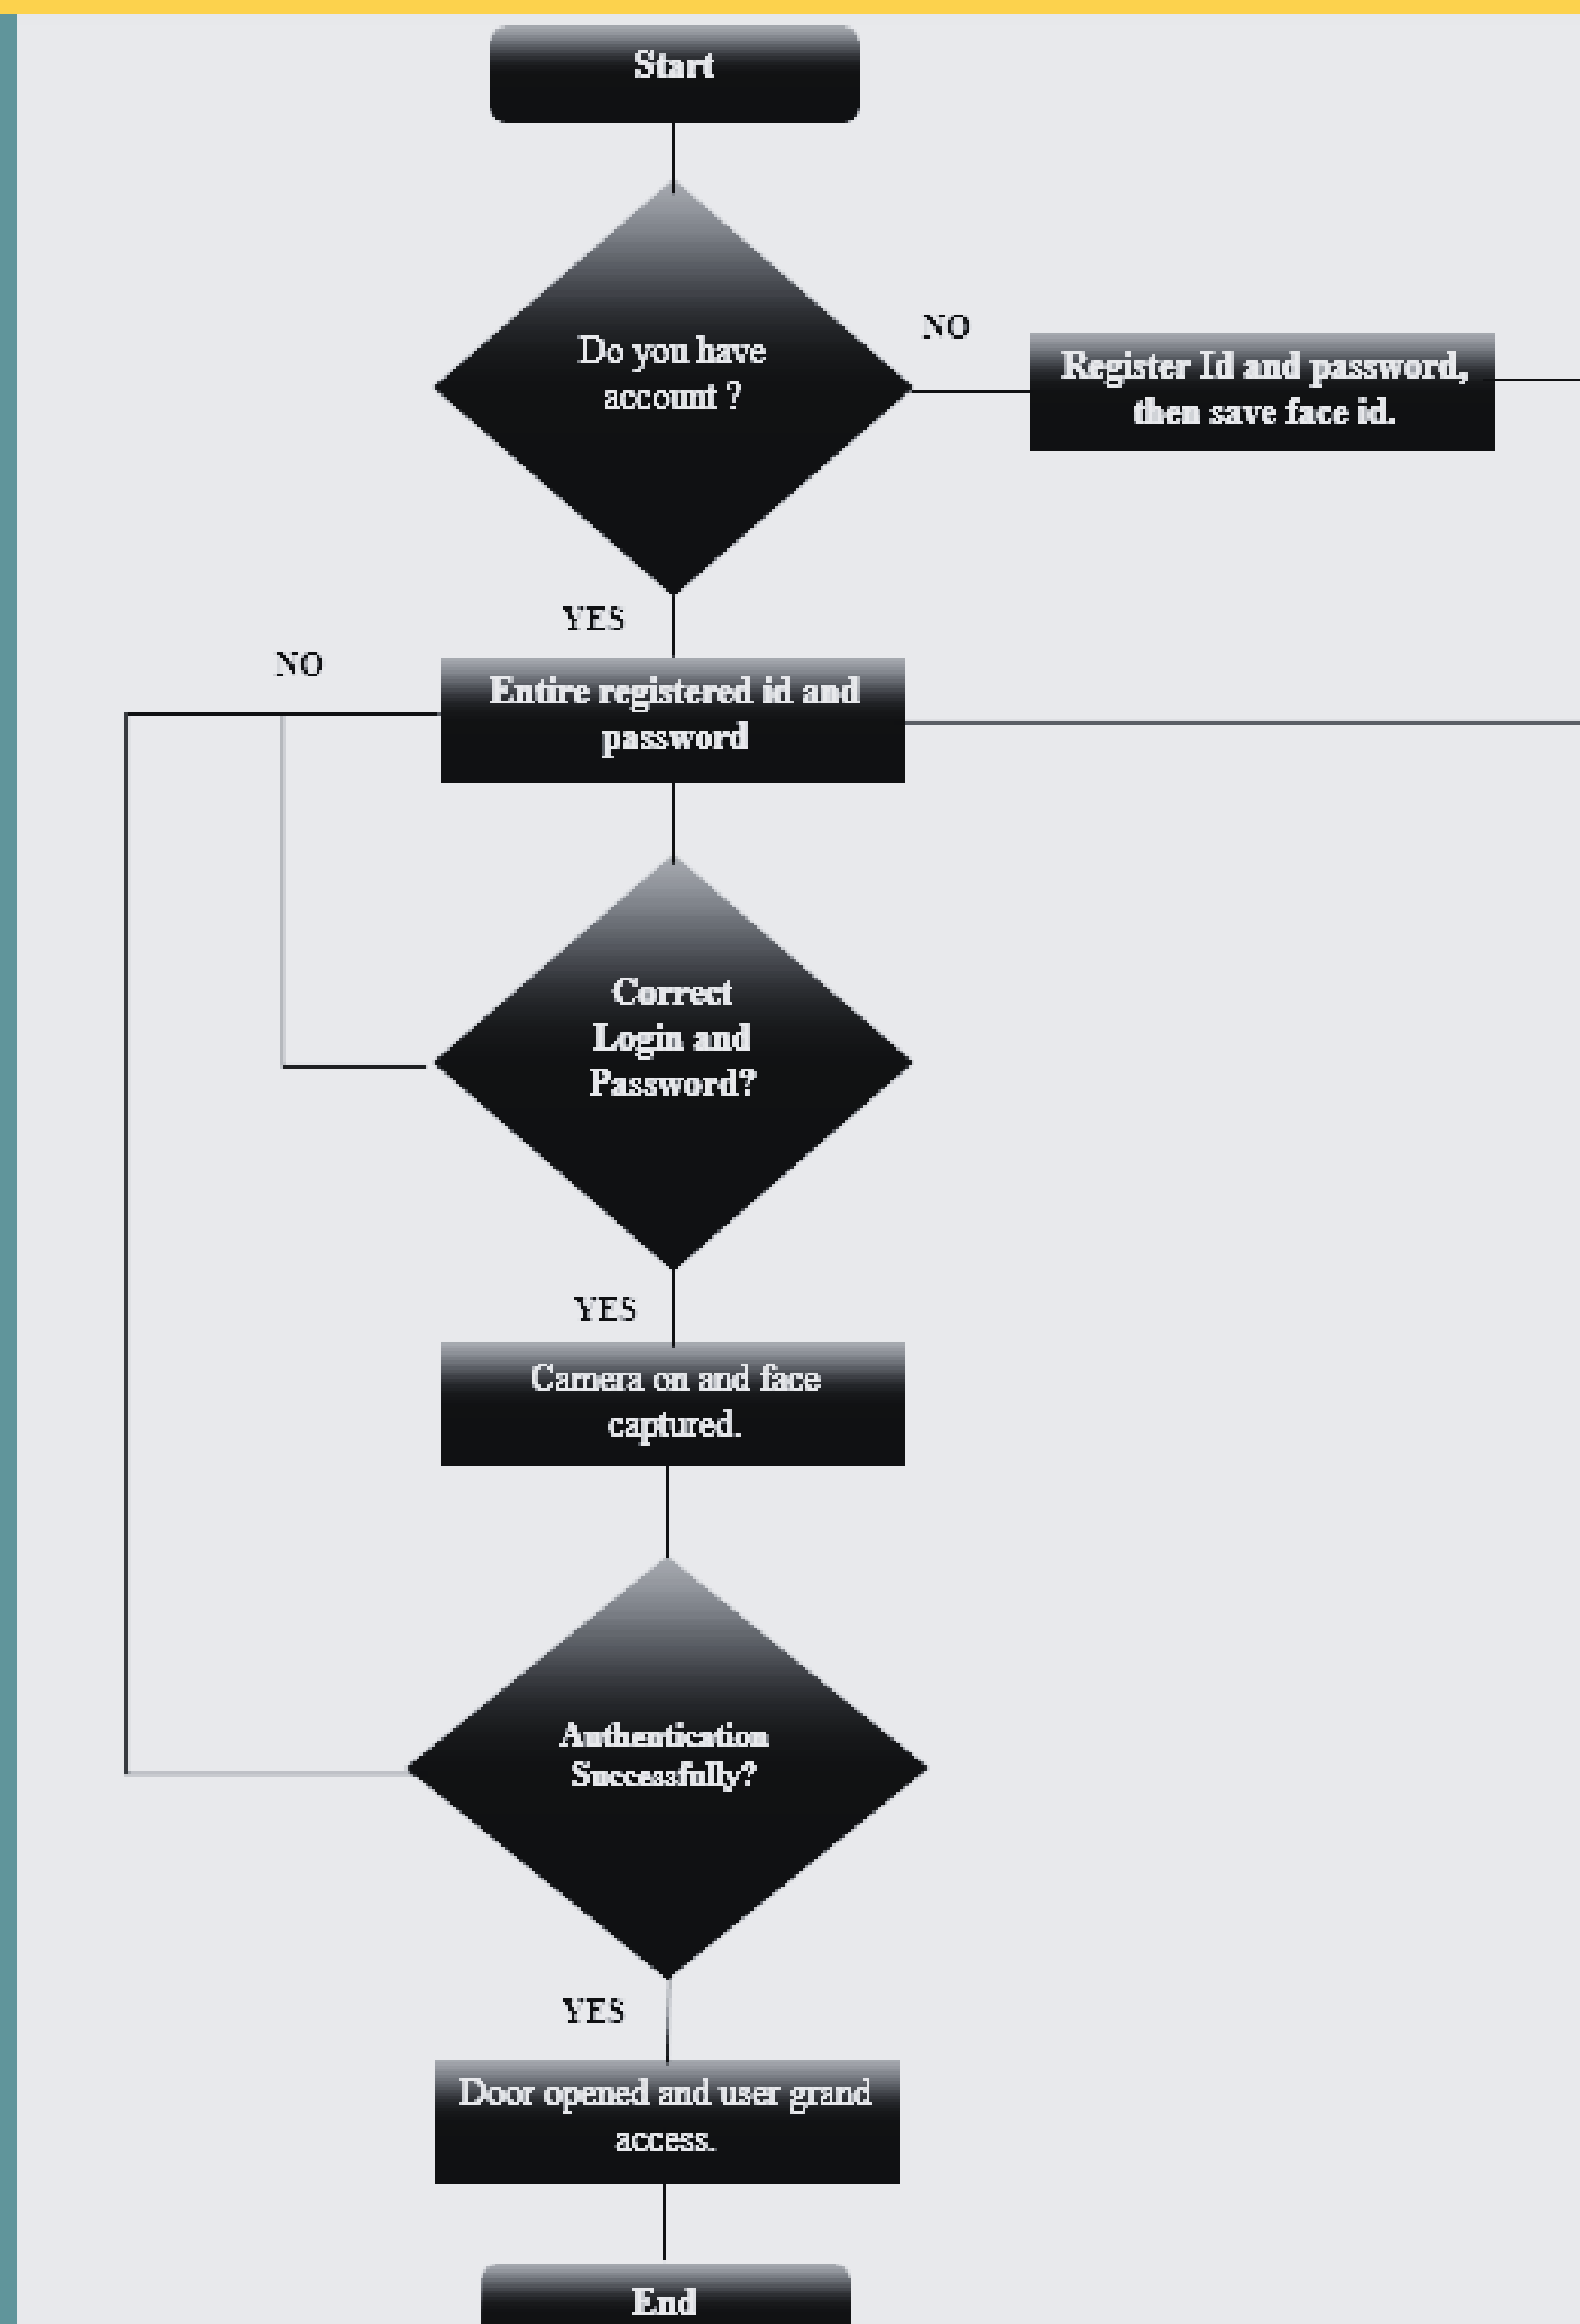 Start
Do you have
account ?
NO
Register Id and password,
then save face id.
YES
NO
Entire registered id and
password
Correct
Login and
Password?
YES
Camera on and face
captured.
Authentication
Successfully?
YES
Door opened and user grand
access.
End